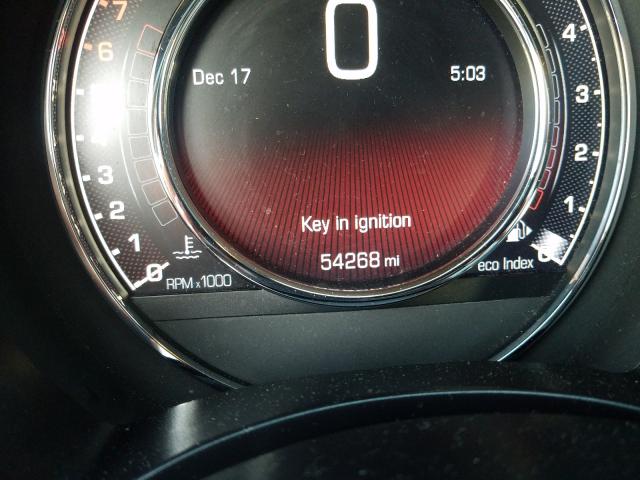 0
Dec 17
5:03
Key in ignition
54268 mi
7
6
3
2
1
0
RPM x1000
4
3
2
1
eco Index